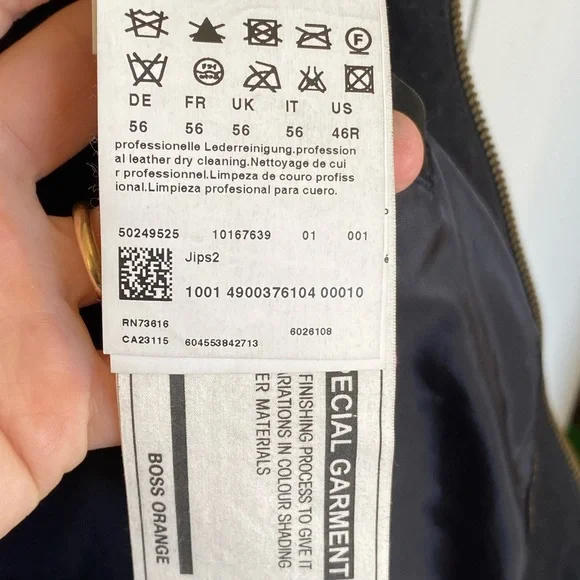 DE FR UK IT US
56 56 56 56 46R
professionelle Lederreinigung.profession
al leather dry cleaning.Nettoyage de cui
r professionnel.Limpeza de couro profiss
ional.Limpieza profesional para cuero.
50249525 10167639 01 001
Jips2
1001 4900376104 00010
RN73616 6026108
CA23115 604553842713
ECIAL GARMENT
FINISHING PROCESS TO GIVE IT
ARIATIONS IN COLOUR SHADING
ER MATERIALS
BOSS ORANGE